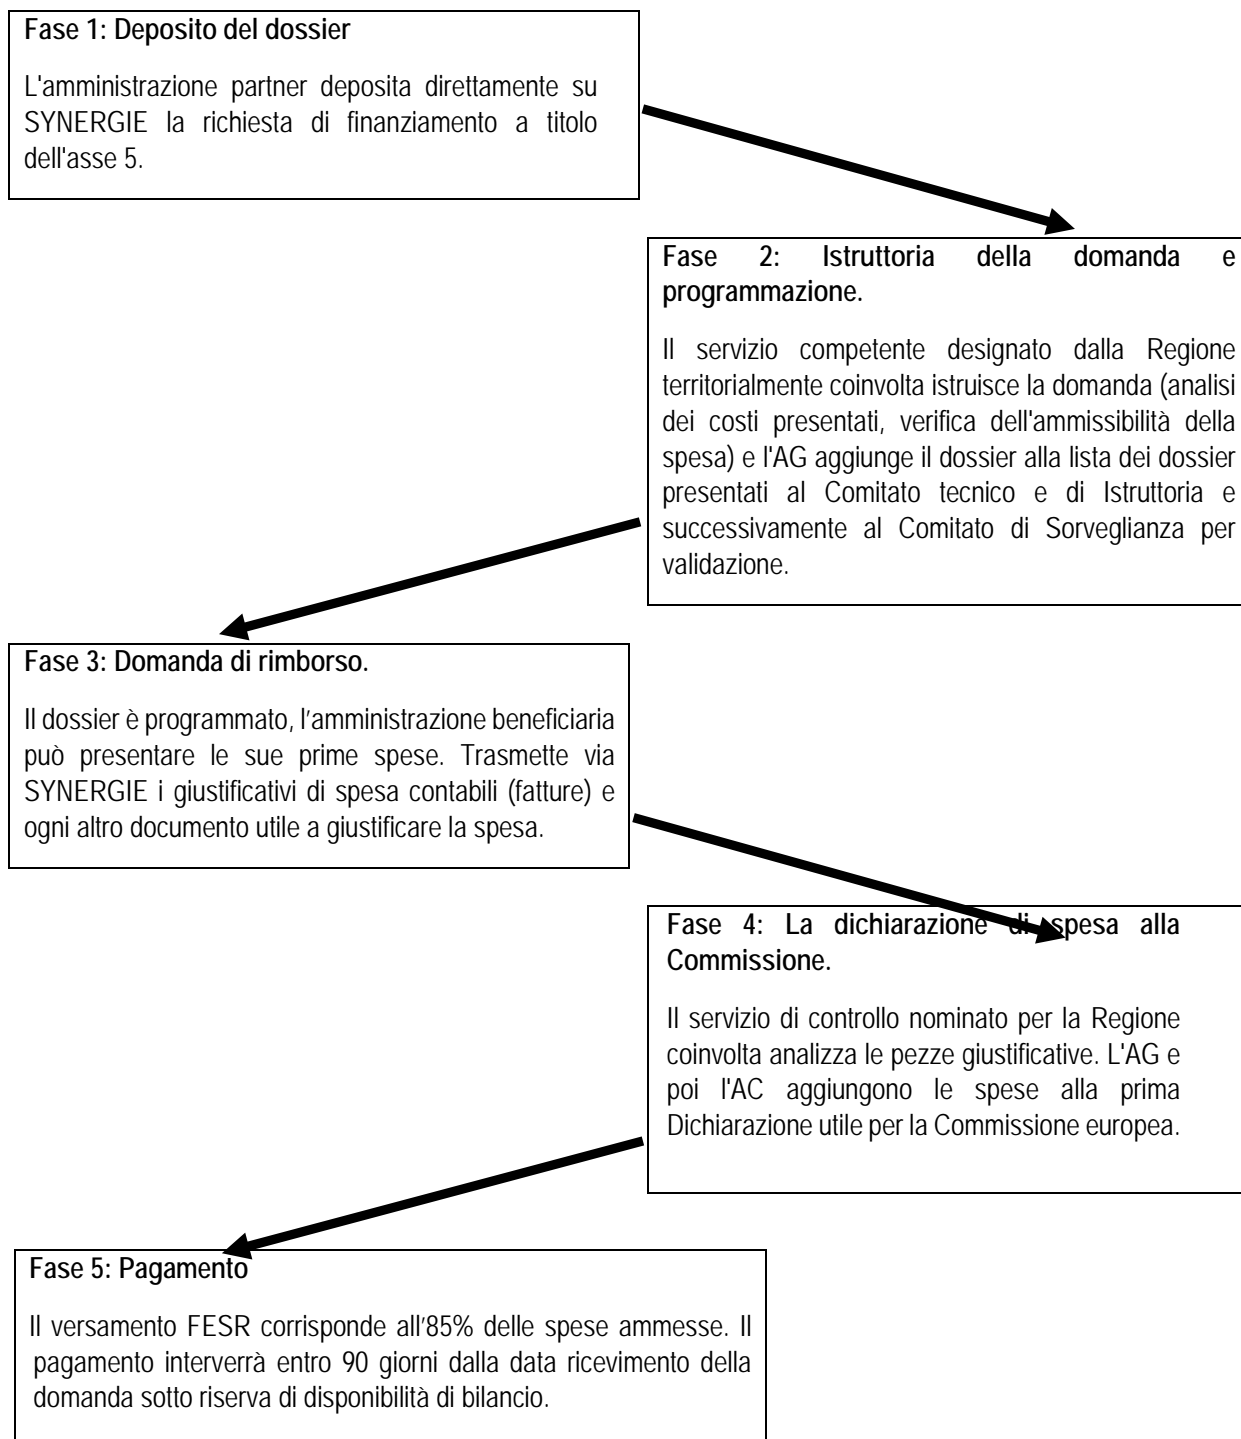 Fase 1: Deposito del dossier
L'amministrazione partner deposita direttamente su
SYNERGIE la richiesta di finanziamento a titolo
dell'asse 5.
Fase 2: Istruttoria della domanda e
programmazione.
Il servizio competente designato dalla Regione
territorialmente coinvolta istruisce la domanda (analisi
dei costi presentati, verifica dell'ammissibilità della
spesa) e l'AG aggiunge il dossier alla lista dei dossier
presentati al Comitato tecnico e di Istruttoria e
successivamente al Comitato di Sorveglianza per
validazione.
Fase 3: Domanda di rimborso.
Il dossier è programmato, l’amministrazione beneficiaria
può presentare le sue prime spese. Trasmette via
SYNERGIE i giustificativi di spesa contabili (fatture) e
ogni altro documento utile a giustificare la spesa.
Fase 4: La dichiarazione di spesa alla
Commissione.
Il servizio di controllo nominato per la Regione
coinvolta analizza le pezze giustificative. L'AG e
poi l'AC aggiungono le spese alla prima
Dichiarazione utile per la Commissione europea.
Fase 5: Pagamento
Il versamento FESR corrisponde all’85% delle spese ammesse. Il
pagamento interverrà entro 90 giorni dalla data ricevimento della
domanda sotto riserva di disponibilità di bilancio.